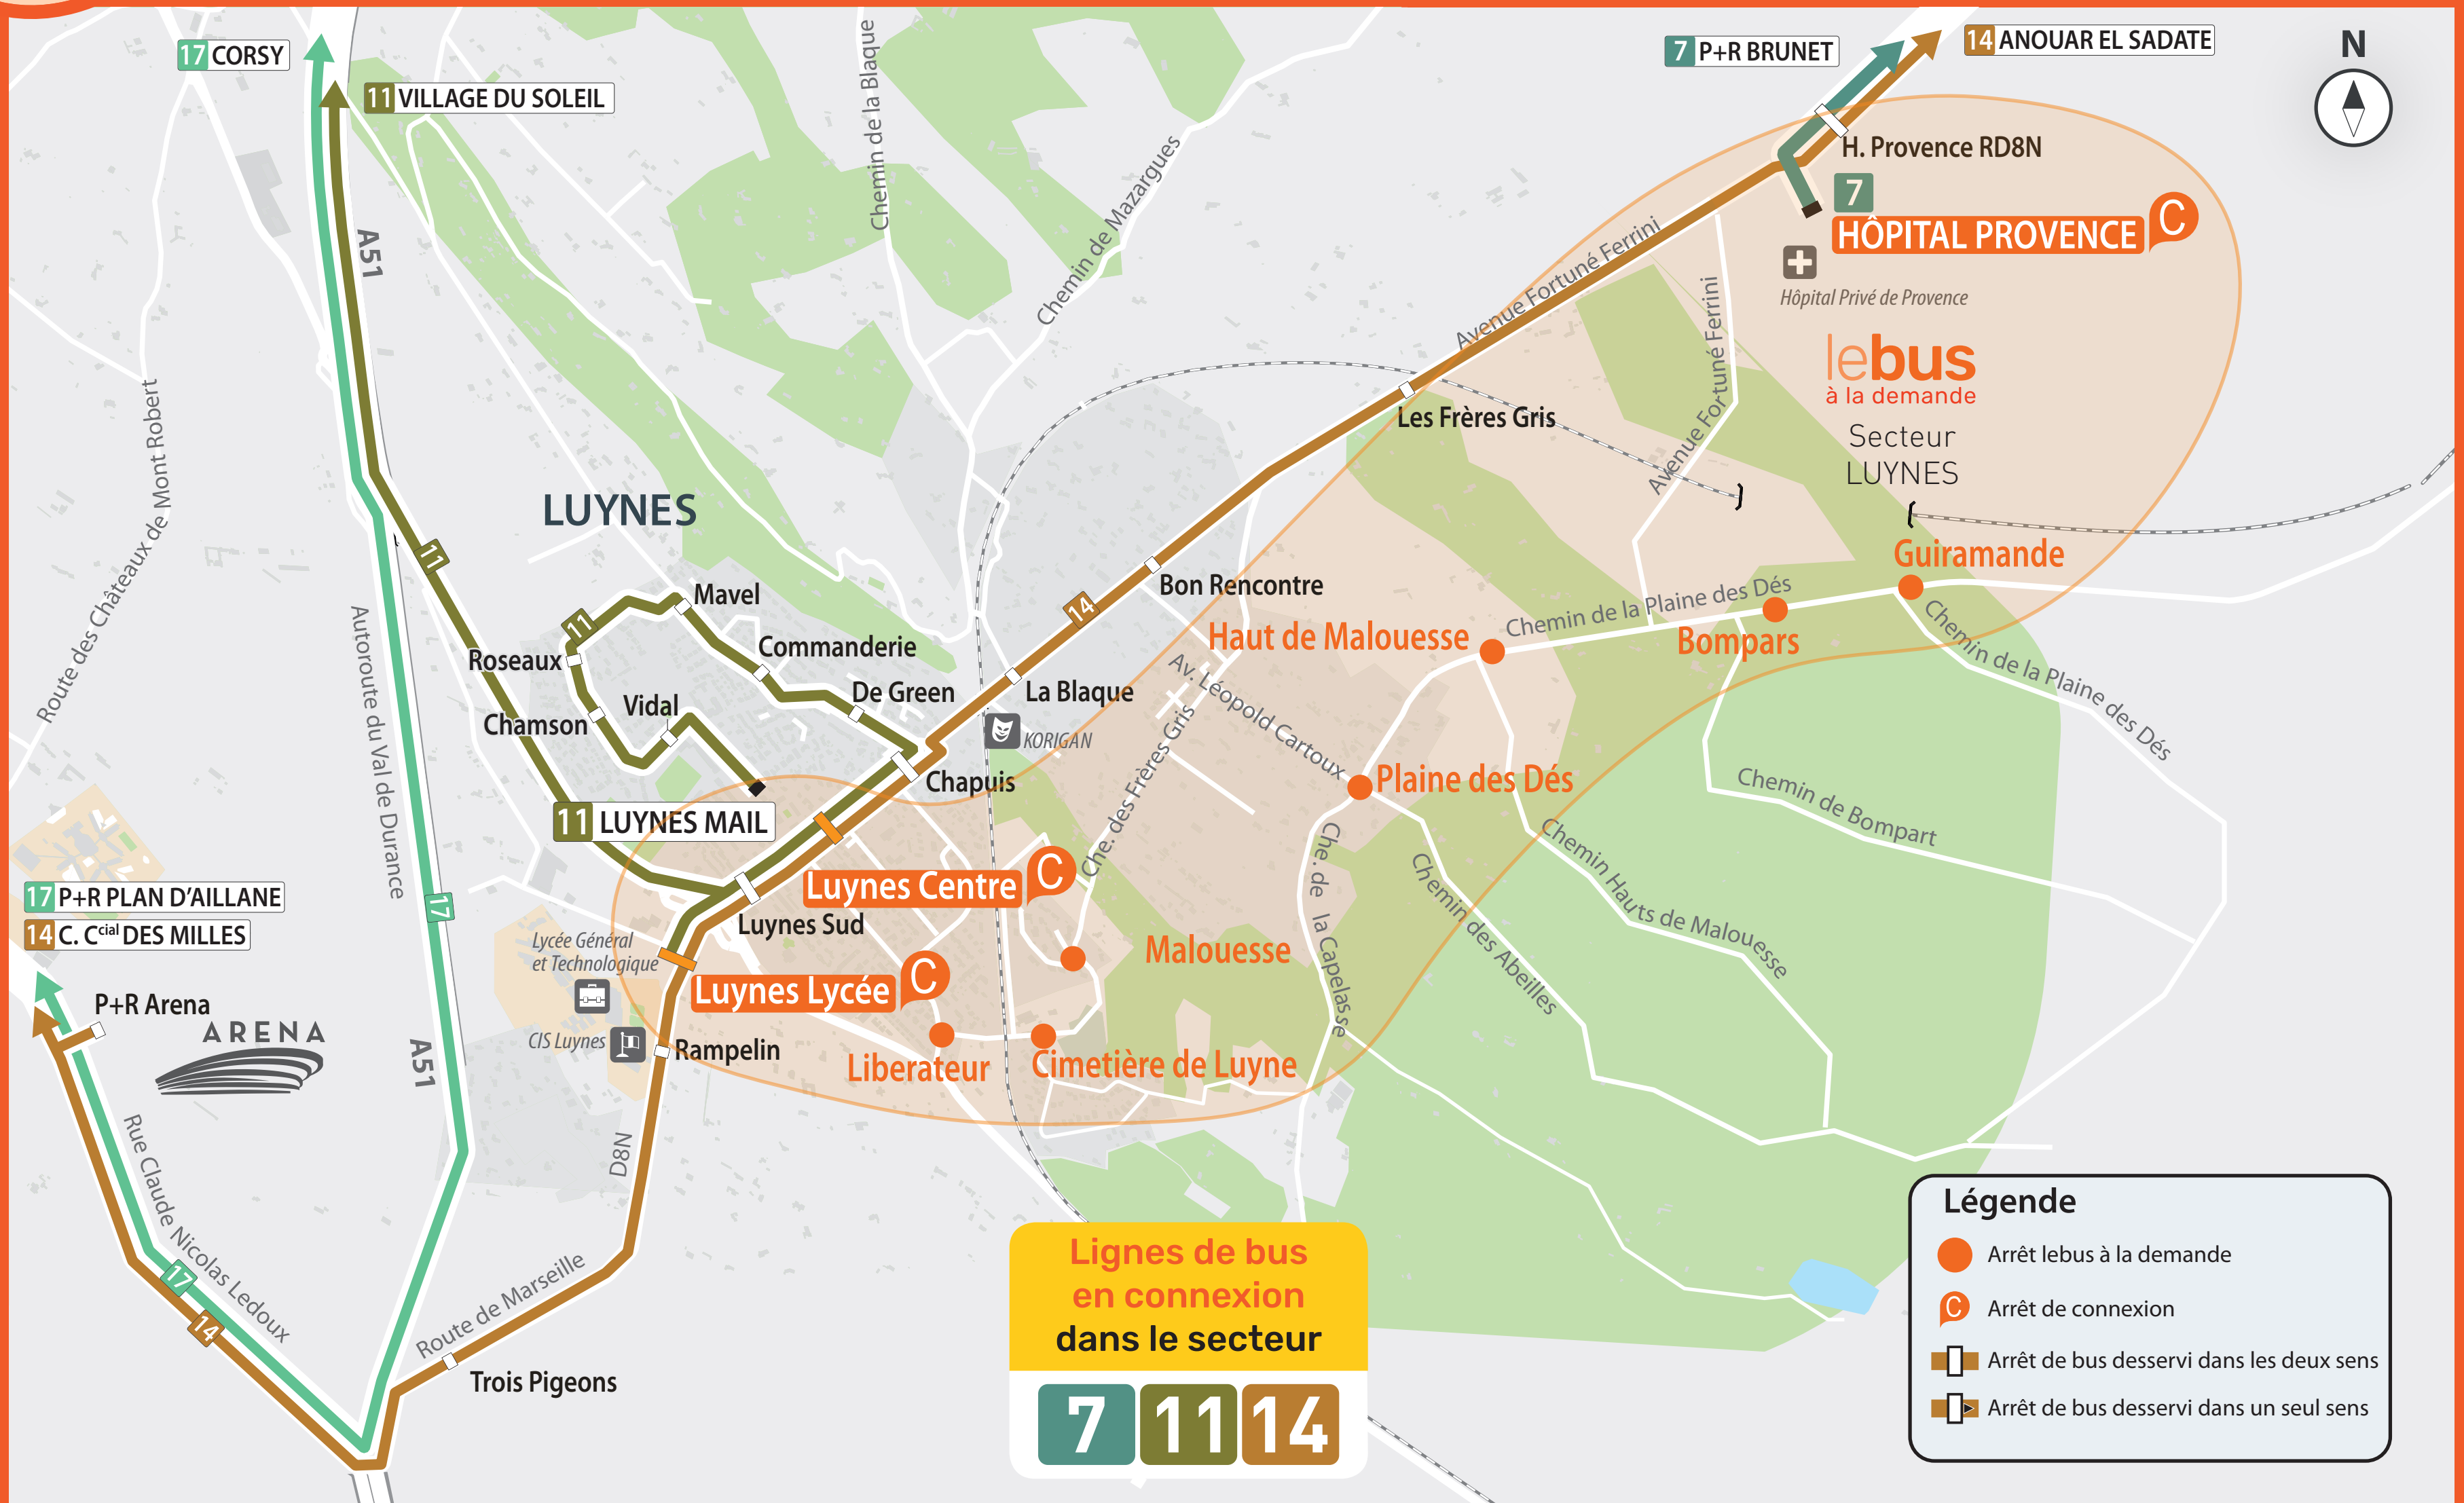 17 CORSY
11 VILLAGE DU SOLEIL
7 P+R BRUNET
14 ANOUAR EL SADATE
N
Chemin de la Blaque
Chemin de Mazargues
A51
H. Provence RD8N
7
HÔPITAL PROVENCE C
Hôpital Privé de Provence
Avenue Fortuné Ferrini
Avenue Fortuné Ferrini
Avenue Fortuné Ferrini
lebus
à la demande
Secteur
LUYNES
Les Frères Gris
Route des Châteaux de Mont Robert
LUYNES
11
Guiramande
Bon Rencontre
14
Mavel
11
Chemin de la Plaine des Dés
Bompars
Haut de Malouesse
Commanderie
Roseaux
De Green
La Blaque
Vidal
Chamson
Av. Léopold Cartoux
Chemin de la Plaine des Dés
KORIGAN
Chapuis
Plaine des Dés
Che. des Frères Gris
Autoroute du Val de Durance
11 LUYNES MAIL
Chemin de Bompart
17 P+R PLAN D'AILLANE
14 C. Ccial DES MILLES
17
Luynes Centre C
Che. de la Capelasse
Chemin des Abeilles
Chemin Hauts de Malouesse
Luynes Sud
Lycée Général
et Technologique
Malouesse
Luynes Lycée C
P+R Arena
ARENA
CIS Luynes
Rampelin
Liberateur
Cimetière de Luyne
A51
D8N
Rue Claude Nicolas Ledoux
17
14
Route de Marseille
Trois Pigeons
Lignes de bus
en connexion
dans le secteur
7 11 14
Légende
Arrêt lebus à la demande
C Arrêt de connexion
Arrêt de bus desservi dans les deux sens
Arrêt de bus desservi dans un seul sens